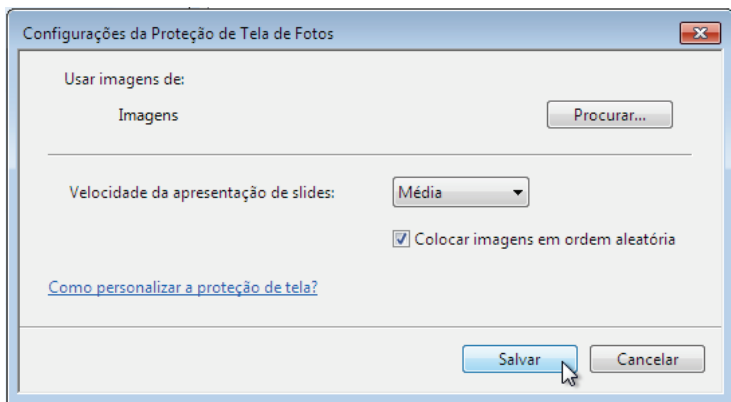 Configurações da Proteção de Tela de Fotos
Usar imagens de:
Imagens
Procurar...
Velocidade da apresentação de slides:
Média
Colocar imagens em ordem aleatória
Como personalizar a proteção de tela?
Salvar
Cancelar